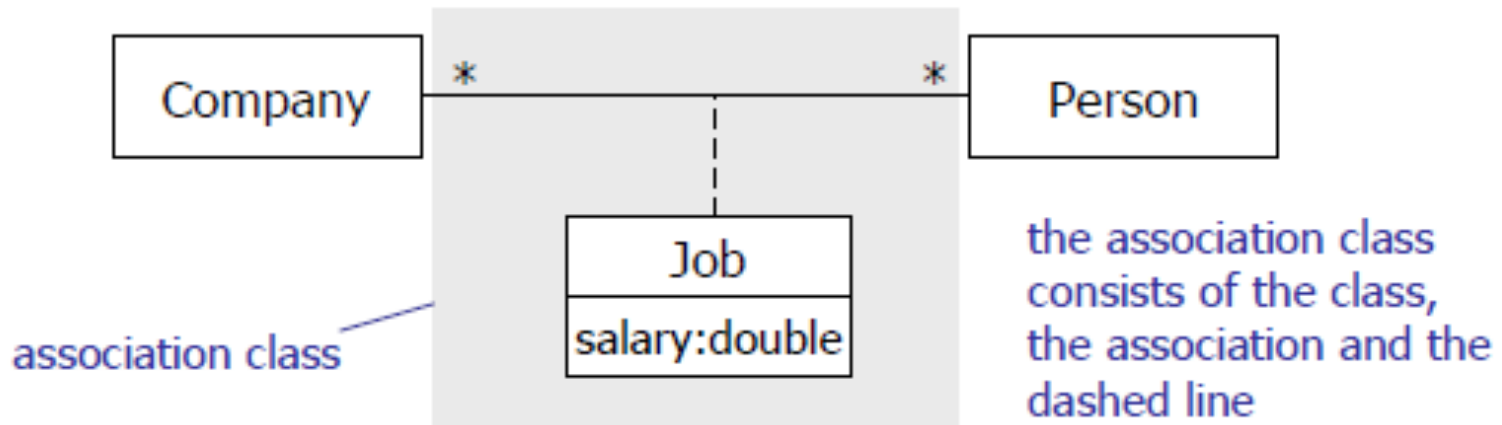 Company
*
*
Person
Job
salary:double
association class
the association class
consists of the class,
the association and the
dashed line